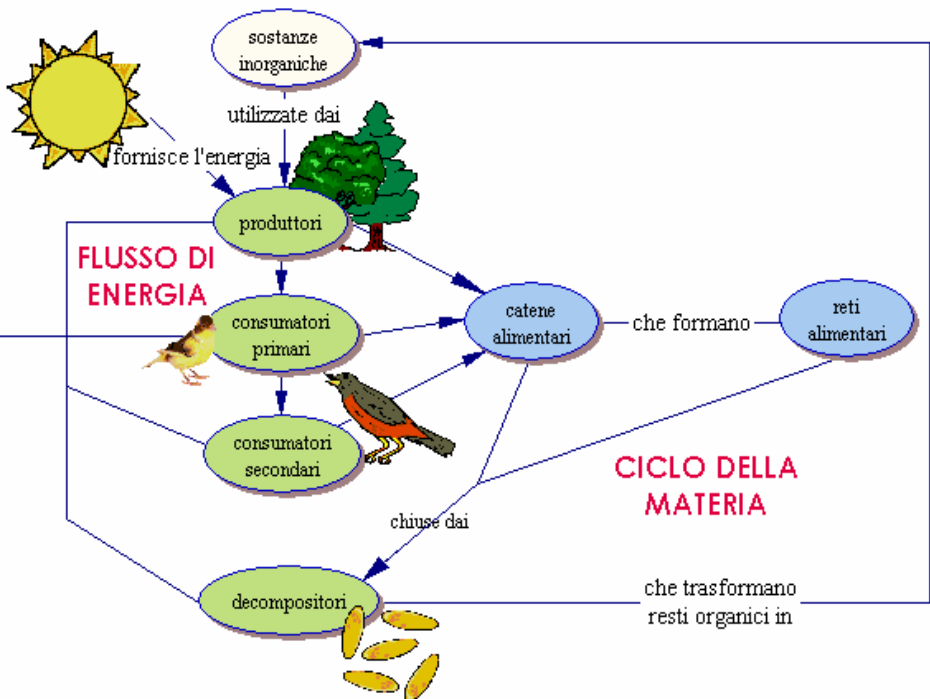 sostanze
inorganiche
utilizzate dai
fornisce l'energia
produttori
FLUSSO DI
ENERGIA
consumatori
primari
catene
alimentari
che formano
reti
alimentari
consumatori
secondari
CICLO DELLA
MATERIA
chiuse dai
decompositori
che trasformano
resti organici in